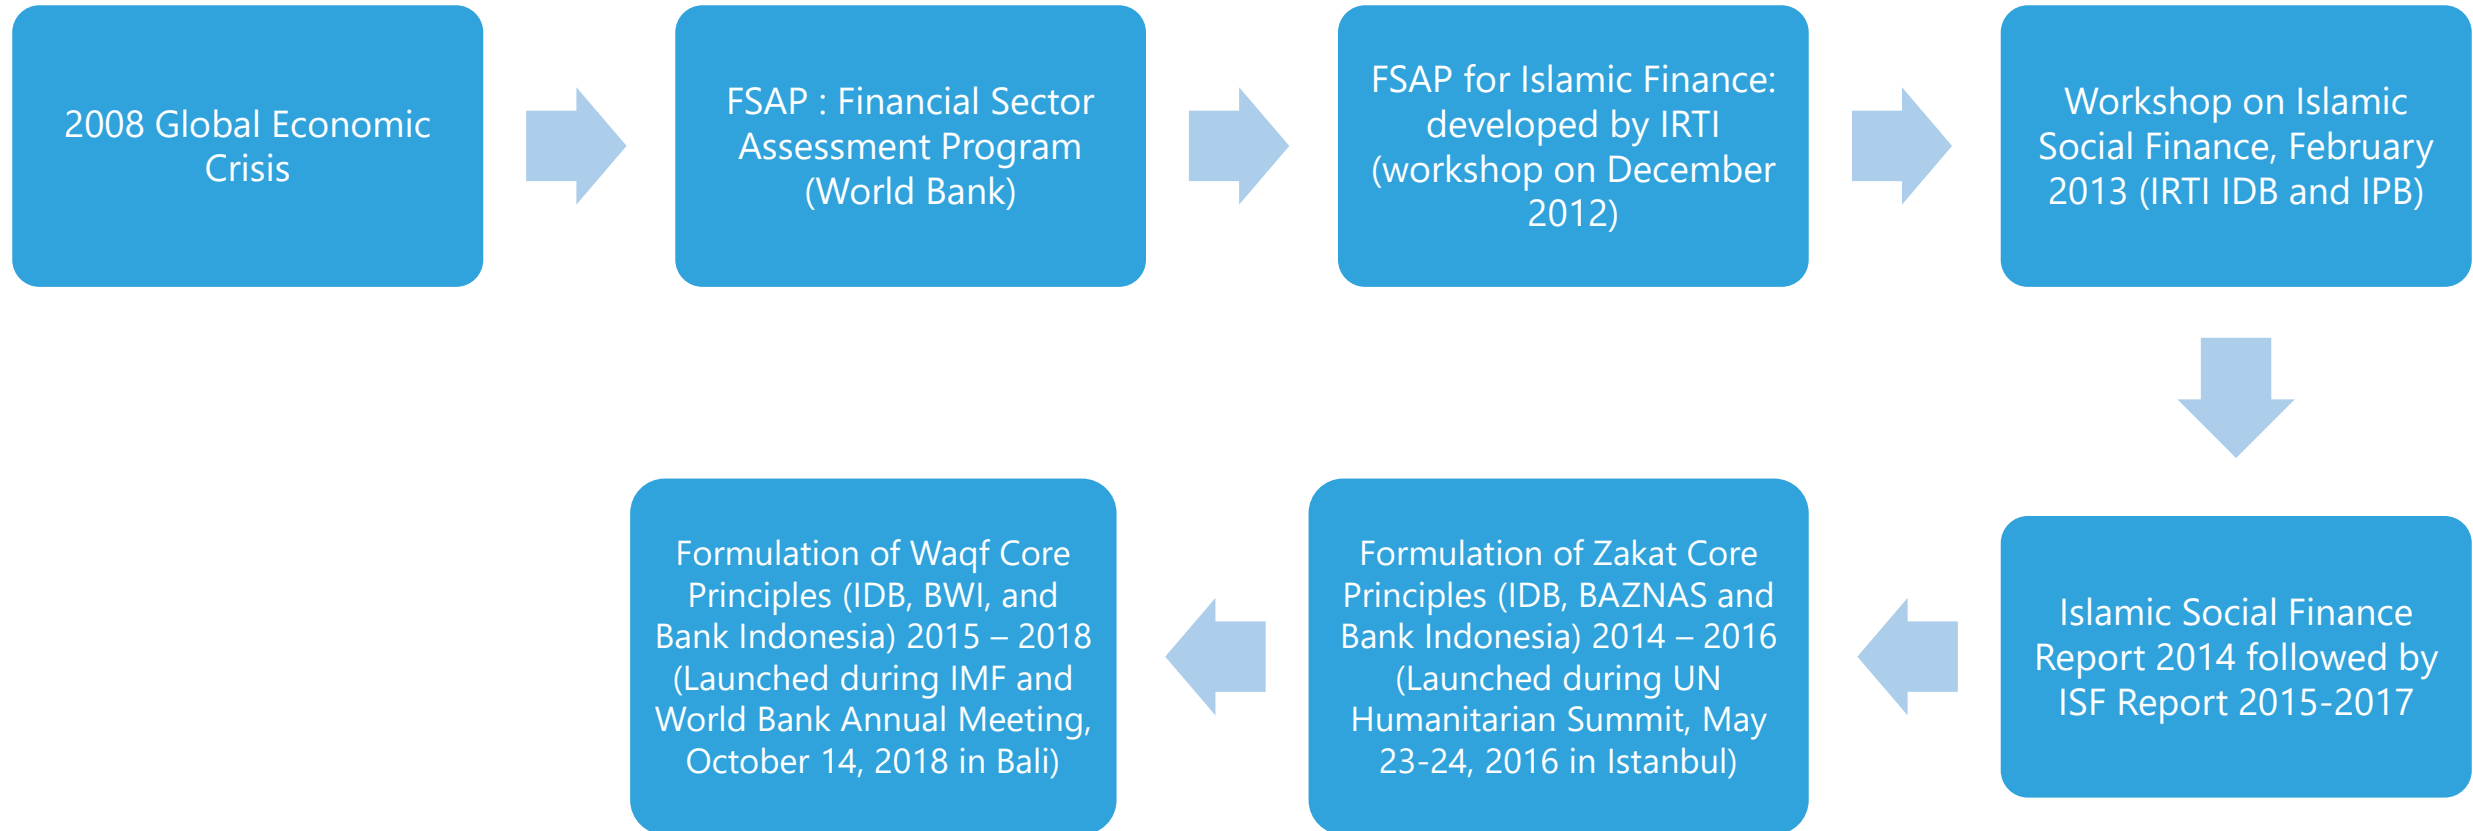 2008 Global Economic
Crisis
FSAP : Financial Sector
Assessment Program
(World Bank)
FSAP for Islamic Finance:
developed by IRTI
(workshop on December
2012)
Workshop on Islamic
Social Finance, February
2013 (IRTI IDB and IPB)
Islamic Social Finance
Report 2014 followed by
ISF Report 2015-2017
Formulation of Zakat Core
Principles (IDB, BAZNAS and
Bank Indonesia) 2014 – 2016
(Launched during UN
Humanitarian Summit, May
23-24, 2016 in Istanbul)
Formulation of Waqf Core
Principles (IDB, BWI, and
Bank Indonesia) 2015 – 2018
(Launched during IMF and
World Bank Annual Meeting,
October 14, 2018 in Bali)